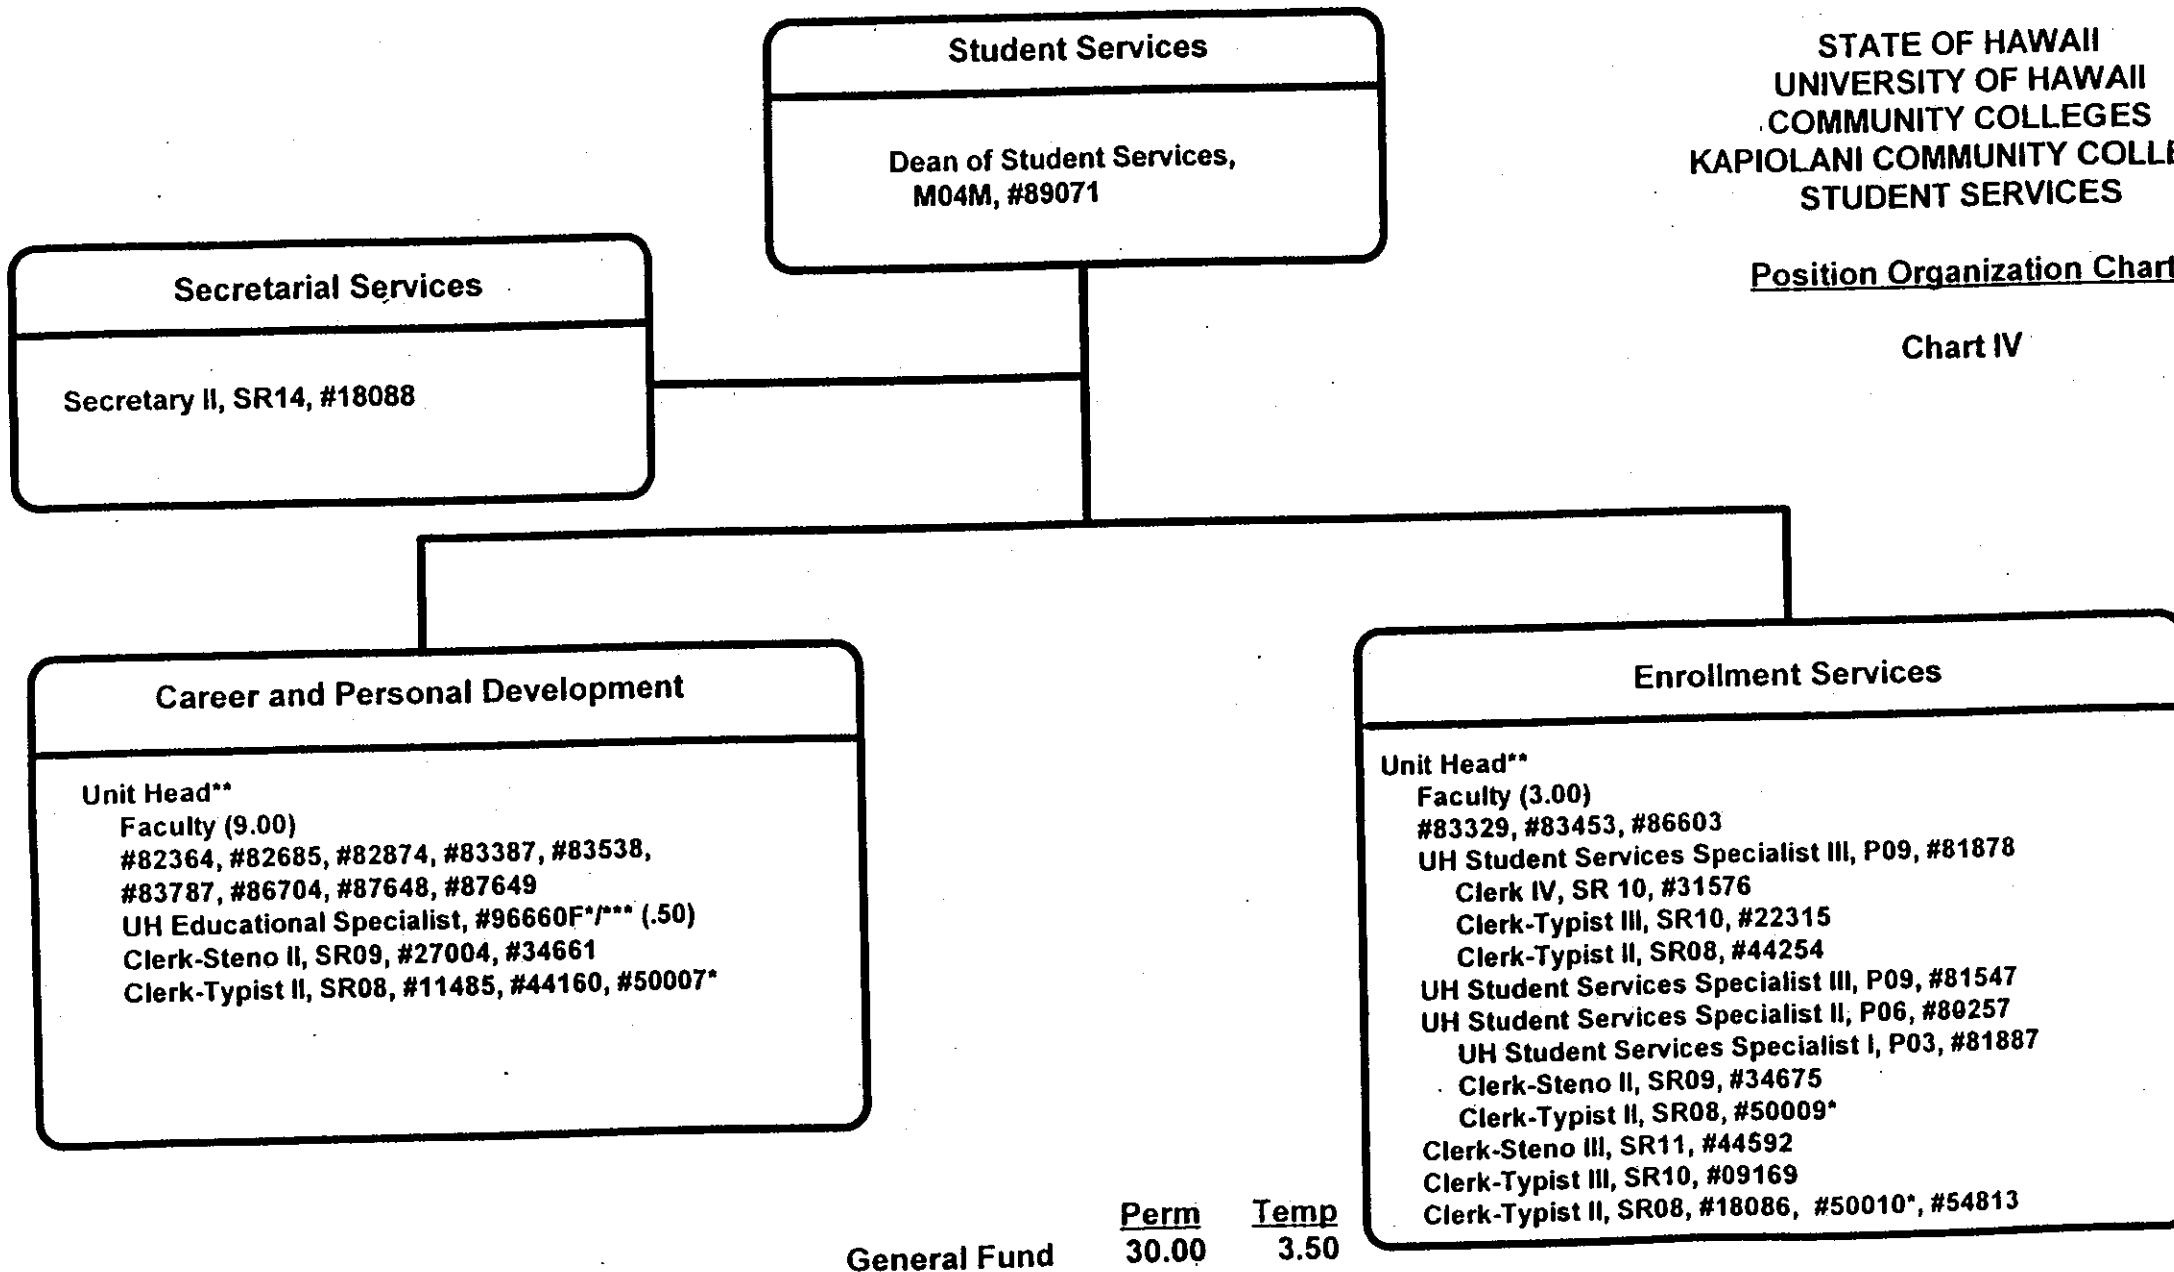 Student Services
Dean of Student Services,
M04M, #89071
STATE OF HAWAII
UNIVERSITY OF HAWAII
COMMUNITY COLLEGES
KAPIOLANI COMMUNITY COLLE
STUDENT SERVICES
Position Organization Chart
Chart IV
Secretarial Services
Secretary II, SR14, #18088
Career and Personal Development
Unit Head**
Faculty (9.00)
#82364, #82685, #82874, #83387, #83538,
#83787, #86704, #87648, #87649
UH Educational Specialist, #96660F*/*** (.50)
Clerk-Steno II, SR09, #27004, #34661
Clerk-Typist II, SR08, #11485, #44160, #50007*
Enrollment Services
Unit Head**
Faculty (3.00)
#83329, #83453, #86603
UH Student Services Specialist III, P09, #81878
Clerk IV, SR 10, #31576
Clerk-Typist III, SR10, #22315
Clerk-Typist II, SR08, #44254
UH Student Services Specialist III, P09, #81547
UH Student Services Specialist II, P06, #80257
UH Student Services Specialist I, P03, #81887
Clerk-Steno II, SR09, #34675
Clerk-Typist II, SR08, #50009*
Clerk-Steno III, SR11, #44592
Clerk-Typist III, SR10, #09169
Clerk-Typist II, SR08, #18086, #50010*, #54813
Perm Temp
General Fund 30.00 3.50